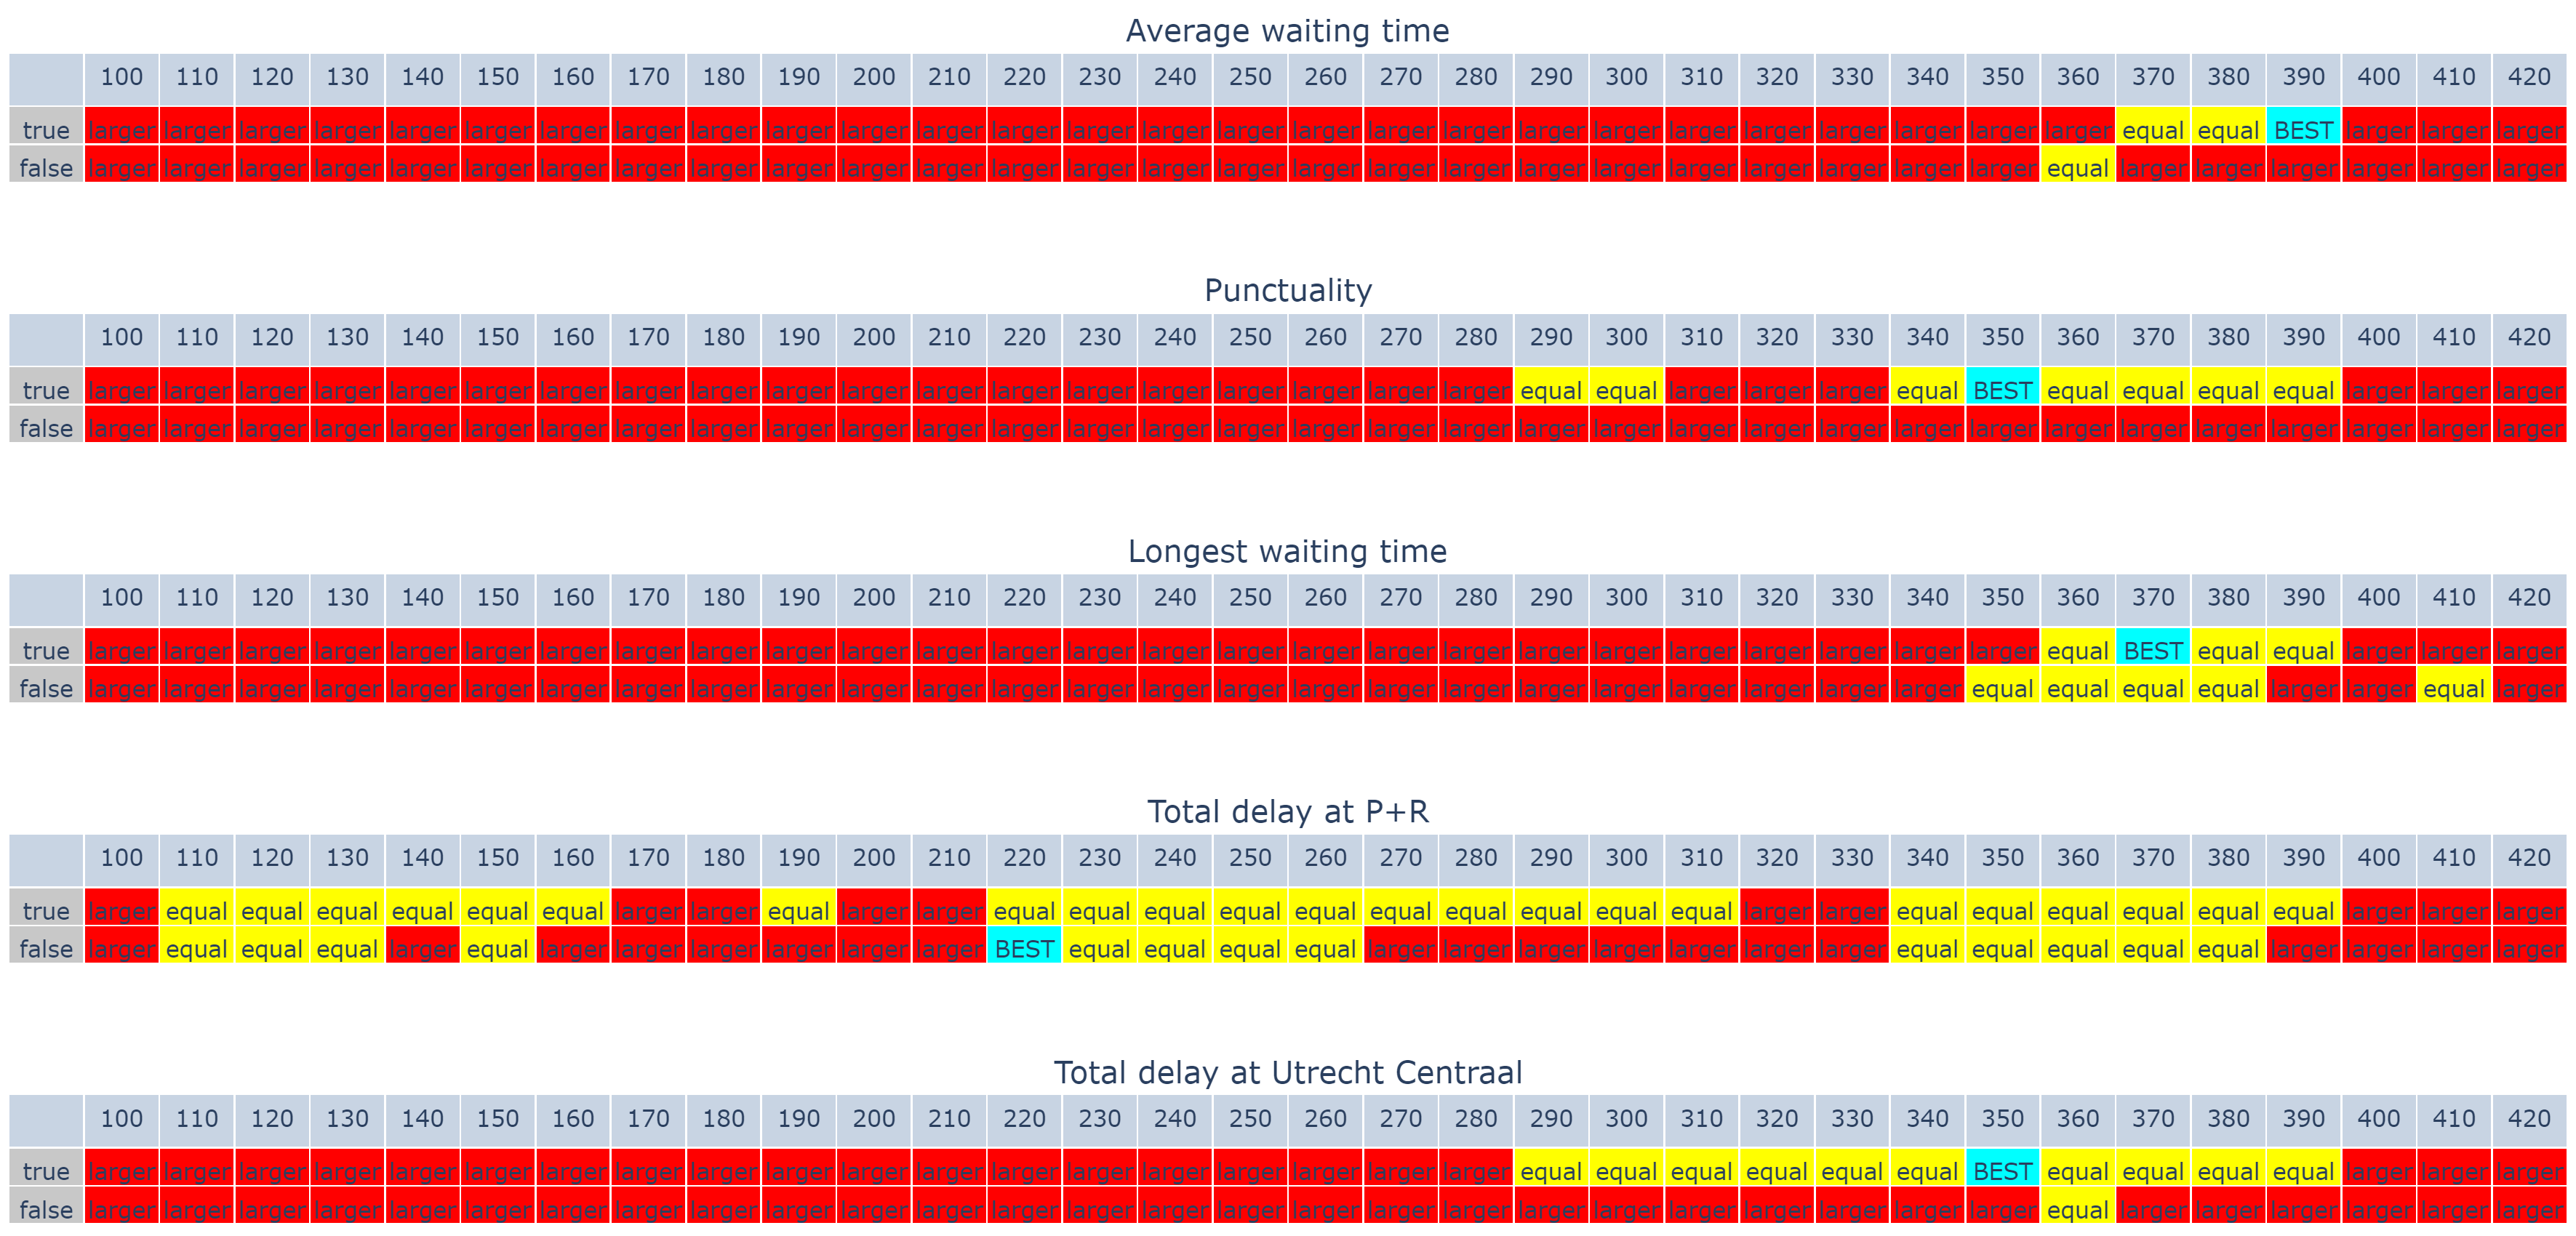 Average waiting time
100 110 120 130 140 150 160 170 180 190 200 210 220 230 240 250 260 270 280 290 300 310 320 330 340 350 360 370 380 390 400 410 420
true larger larger larger larger larger larger larger larger larger larger larger larger larger larger larger larger larger larger larger larger larger larger larger larger larger larger larger equal equal BEST larger larger larger
false larger larger larger larger larger larger larger larger larger larger larger larger larger larger larger larger larger larger larger larger larger larger larger larger larger larger equal larger larger larger larger larger larger
Punctuality
100 110 120 130 140 150 160 170 180 190 200 210 220 230 240 250 260 270 280 290 300 310 320 330 340 350 360 370 380 390 400 410 420
true larger larger larger larger larger larger larger larger larger larger larger larger larger larger larger larger larger larger larger equal equal larger larger larger equal BEST equal equal equal equal larger larger larger
false larger larger larger larger larger larger larger larger larger larger larger larger larger larger larger larger larger larger larger larger larger larger larger larger larger larger larger larger larger larger larger larger larger
Longest waiting time
100 110 120 130 140 150 160 170 180 190 200 210 220 230 240 250 260 270 280 290 300 310 320 330 340 350 360 370 380 390 400 410 420
true larger larger larger larger larger larger larger larger larger larger larger larger larger larger larger larger larger larger larger larger larger larger larger larger larger larger equal BEST equal equal larger larger larger
false larger larger larger larger larger larger larger larger larger larger larger larger larger larger larger larger larger larger larger larger larger larger larger larger larger equal equal equal equal larger larger equal larger
Total delay at P+R
100 110 120 130 140 150 160 170 180 190 200 210 220 230 240 250 260 270 280 290 300 310 320 330 340 350 360 370 380 390 400 410 420
true larger equal equal equal equal equal equal larger larger equal larger larger equal equal equal equal equal equal equal equal equal equal larger larger equal equal equal equal equal equal larger larger larger
false larger equal equal equal larger equal larger larger larger larger larger larger BEST equal equal equal equal larger larger larger larger larger larger larger equal equal equal equal equal larger larger larger larger
Total delay at Utrecht Centraal
100 110 120 130 140 150 160 170 180 190 200 210 220 230 240 250 260 270 280 290 300 310 320 330 340 350 360 370 380 390 400 410 420
true larger larger larger larger larger larger larger larger larger larger larger larger larger larger larger larger larger larger larger equal equal equal equal equal equal BEST equal equal equal equal larger larger larger
false larger larger larger larger larger larger larger larger larger larger larger larger larger larger larger larger larger larger larger larger larger larger larger larger larger larger equal larger larger larger larger larger larger